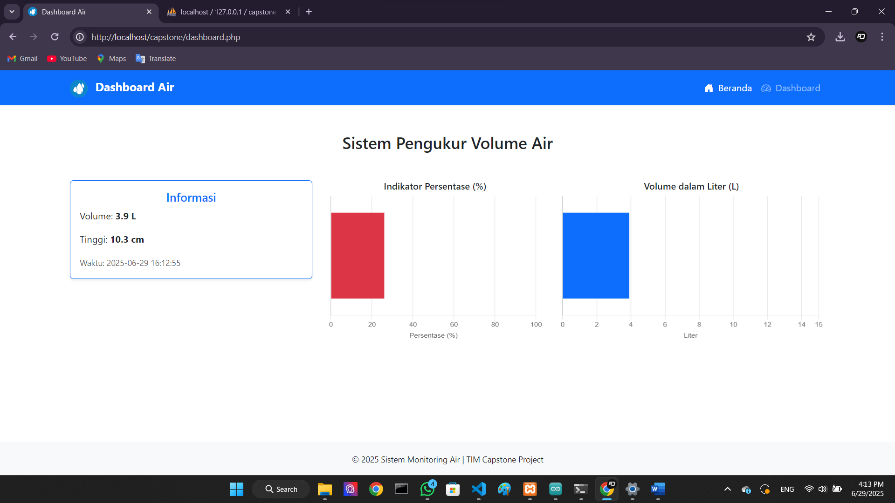 Dashboard Air
localhost / 127.0.0.1 / capstone
http://localhost/capstone/dashboard.php
Gmail
YouTube
Maps
Translate
Dashboard Air
Beranda
Dashboard
Sistem Pengukur Volume Air
Informasi
Volume: 3.9 L
Tinggi: 10.3 cm
Waktu: 2025-06-29 16:12:55
Indikator Persentase (%)
0 20 40 60 80 100
Persentase (%)
Volume dalam Liter (L)
0 2 4 6 8 10 12 14 16
Liter
© 2025 Sistem Monitoring Air | TIM Capstone Project
Search
4
ENG
4:13 PM
6/29/2025